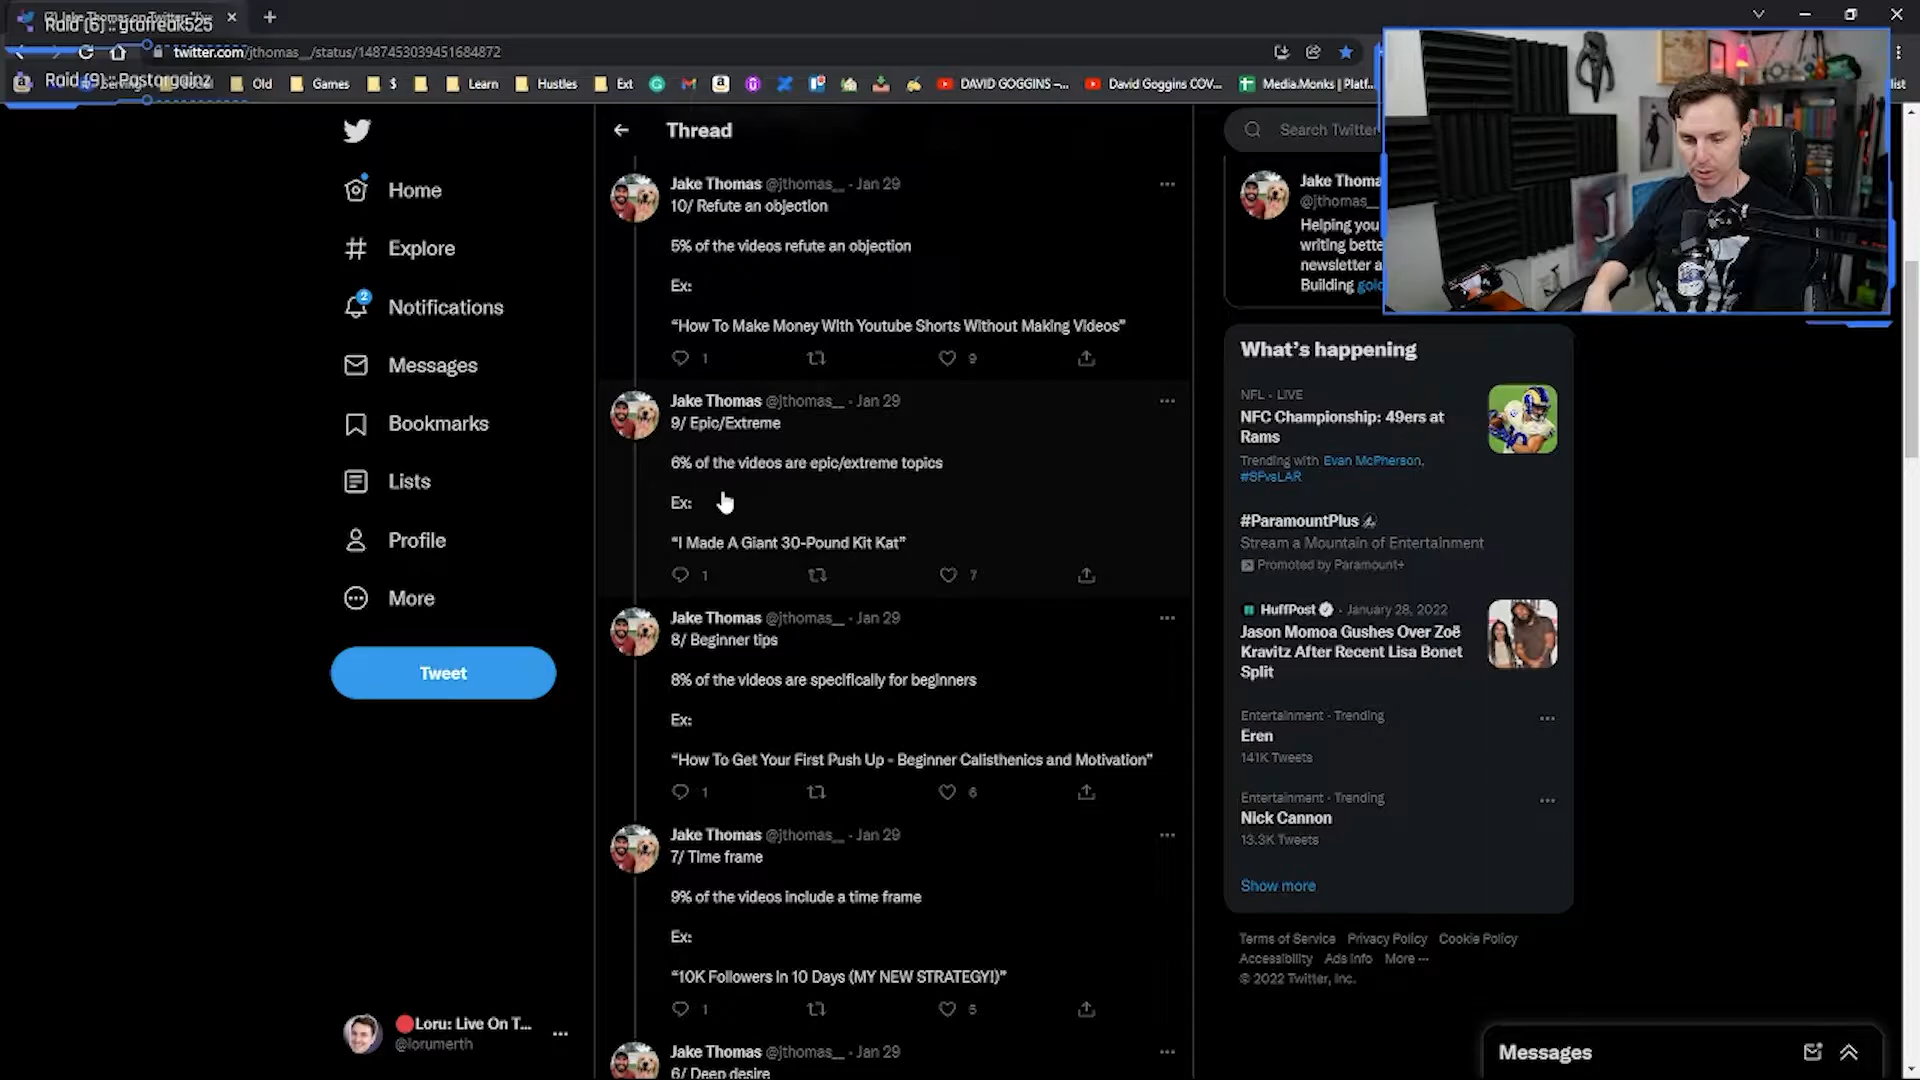 Raid (6) :: gtafreak525
twitter.com/jthomas__/status/1487453039451684872
Raid (9) :: Pastorgainz
Old
Games
$
Learn
Hustles
Ext
DAVID GOGGINS –...
David Goggins COV...
Media.Monks | Platf...
list
Home
Explore
2
Notifications
Messages
Bookmarks
Lists
Profile
More
Tweet
Loru: Live On T...
@lorumerth
Thread
Jake Thomas @jthomas__ · Jan 29
10/ Refute an objection
5% of the videos refute an objection
Ex:
“How To Make Money With Youtube Shorts Without Making Videos”
1
9
Jake Thomas @jthomas__ · Jan 29
9/ Epic/Extreme
6% of the videos are epic/extreme topics
Ex:
“I Made A Giant 30-Pound Kit Kat”
1
7
Jake Thomas @jthomas__ · Jan 29
8/ Beginner tips
8% of the videos are specifically for beginners
Ex:
“How To Get Your First Push Up - Beginner Calisthenics and Motivation”
1
6
Jake Thomas @jthomas__ · Jan 29
7/ Time frame
9% of the videos include a time frame
Ex:
“10K Followers In 10 Days (MY NEW STRATEGY!)”
1
5
Jake Thomas @jthomas__ · Jan 29
6/ Deep desire
Search Twitter
Jake Thoma
@jthomas_
Helping you
writing bette
newsletter a
Building
What’s happening
NFL · LIVE
NFC Championship: 49ers at
Rams
Trending with Evan McPherson,
#SFvsLAR
#ParamountPlus
Stream a Mountain of Entertainment
Promoted by Paramount+
HuffPost · January 28, 2022
Jason Momoa Gushes Over Zoë
Kravitz After Recent Lisa Bonet
Split
Entertainment · Trending
Eren
141K Tweets
Entertainment · Trending
Nick Cannon
13.3K Tweets
Show more
Terms of Service Privacy Policy Cookie Policy
Accessibility Ads info More ···
© 2022 Twitter, Inc.
Messages